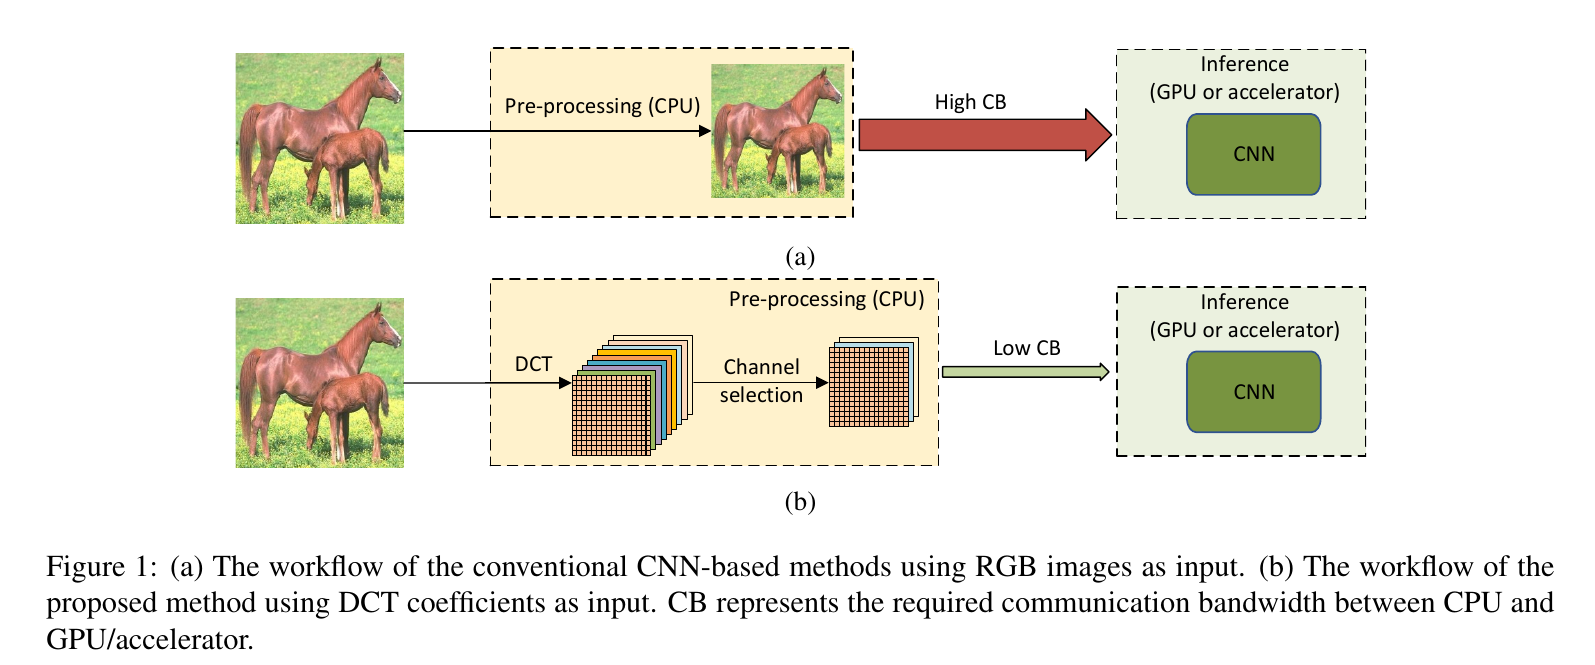 Pre-processing (CPU)
High CB
Inference
(GPU or accelerator)
CNN
(a)
Pre-processing (CPU)
DCT
Channel
selection
Low CB
Inference
(GPU or accelerator)
CNN
(b)
Figure 1: (a) The workflow of the conventional CNN-based methods using RGB images as input. (b) The workflow of the
proposed method using DCT coefficients as input. CB represents the required communication bandwidth between CPU and
GPU/accelerator.